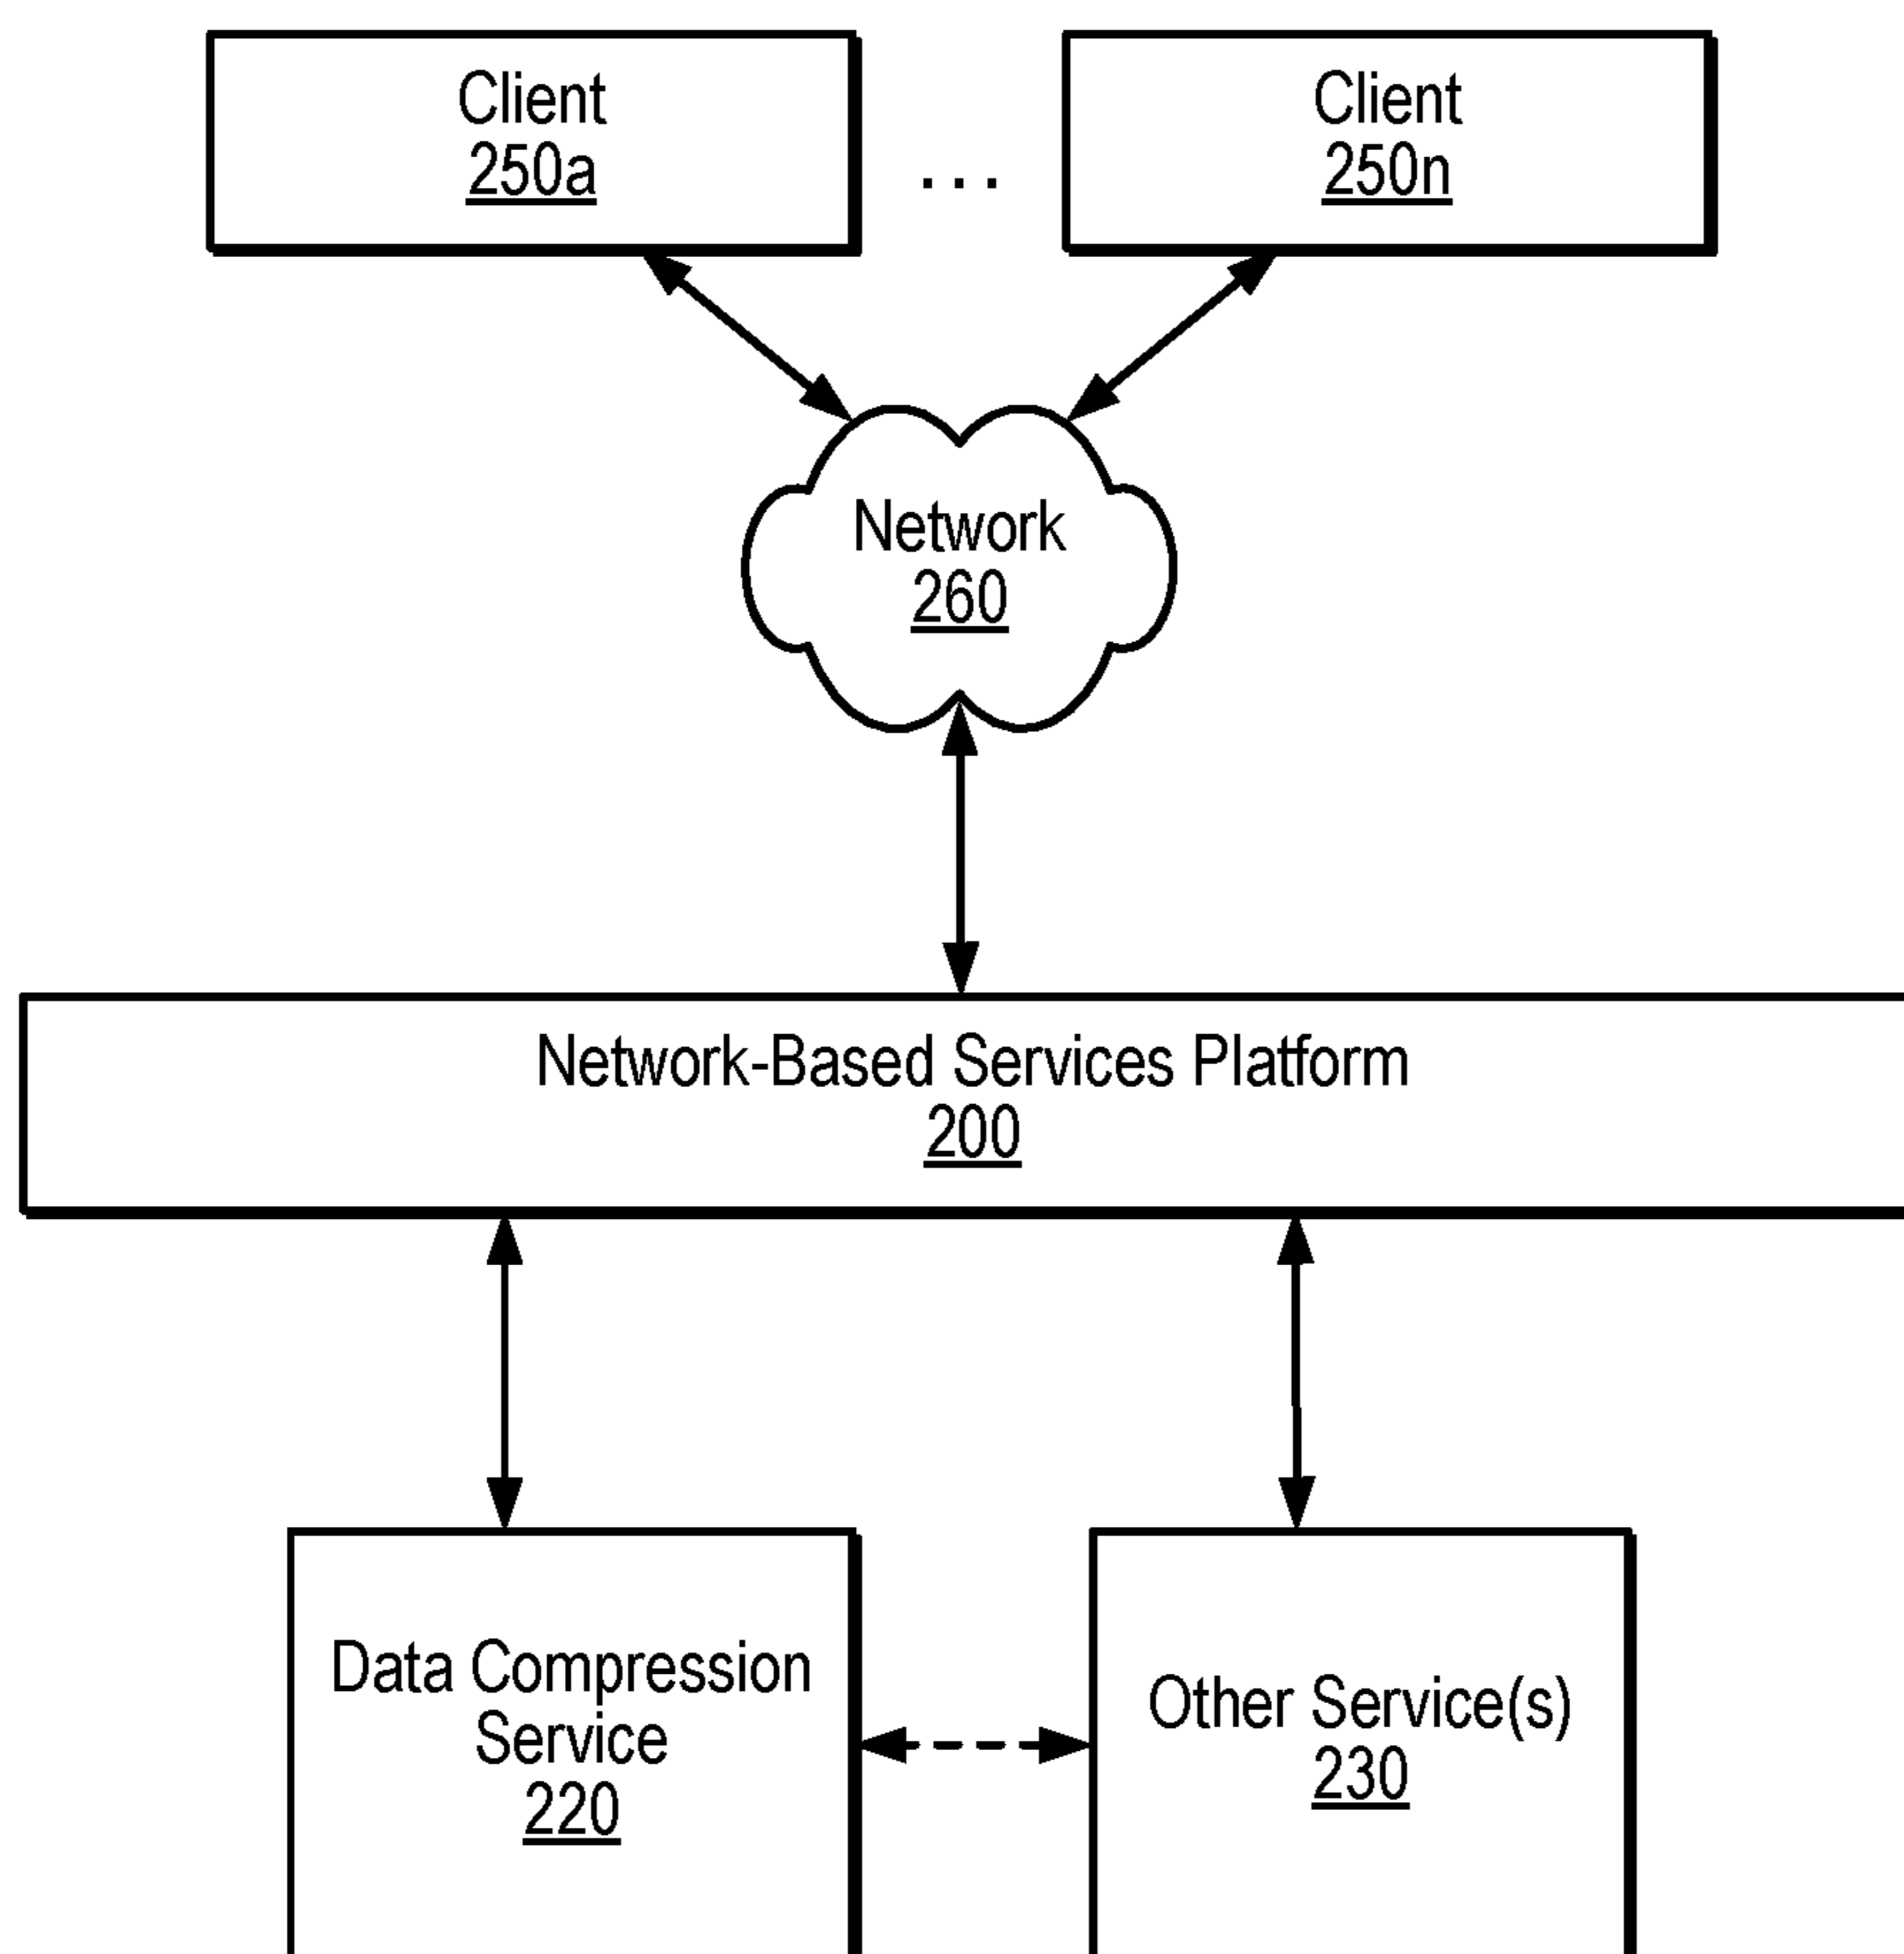 Client
250a
...
Client
250n
Network
260
Network-Based Services Platform
200
Data Compression
Service
220
Other Service(s)
230